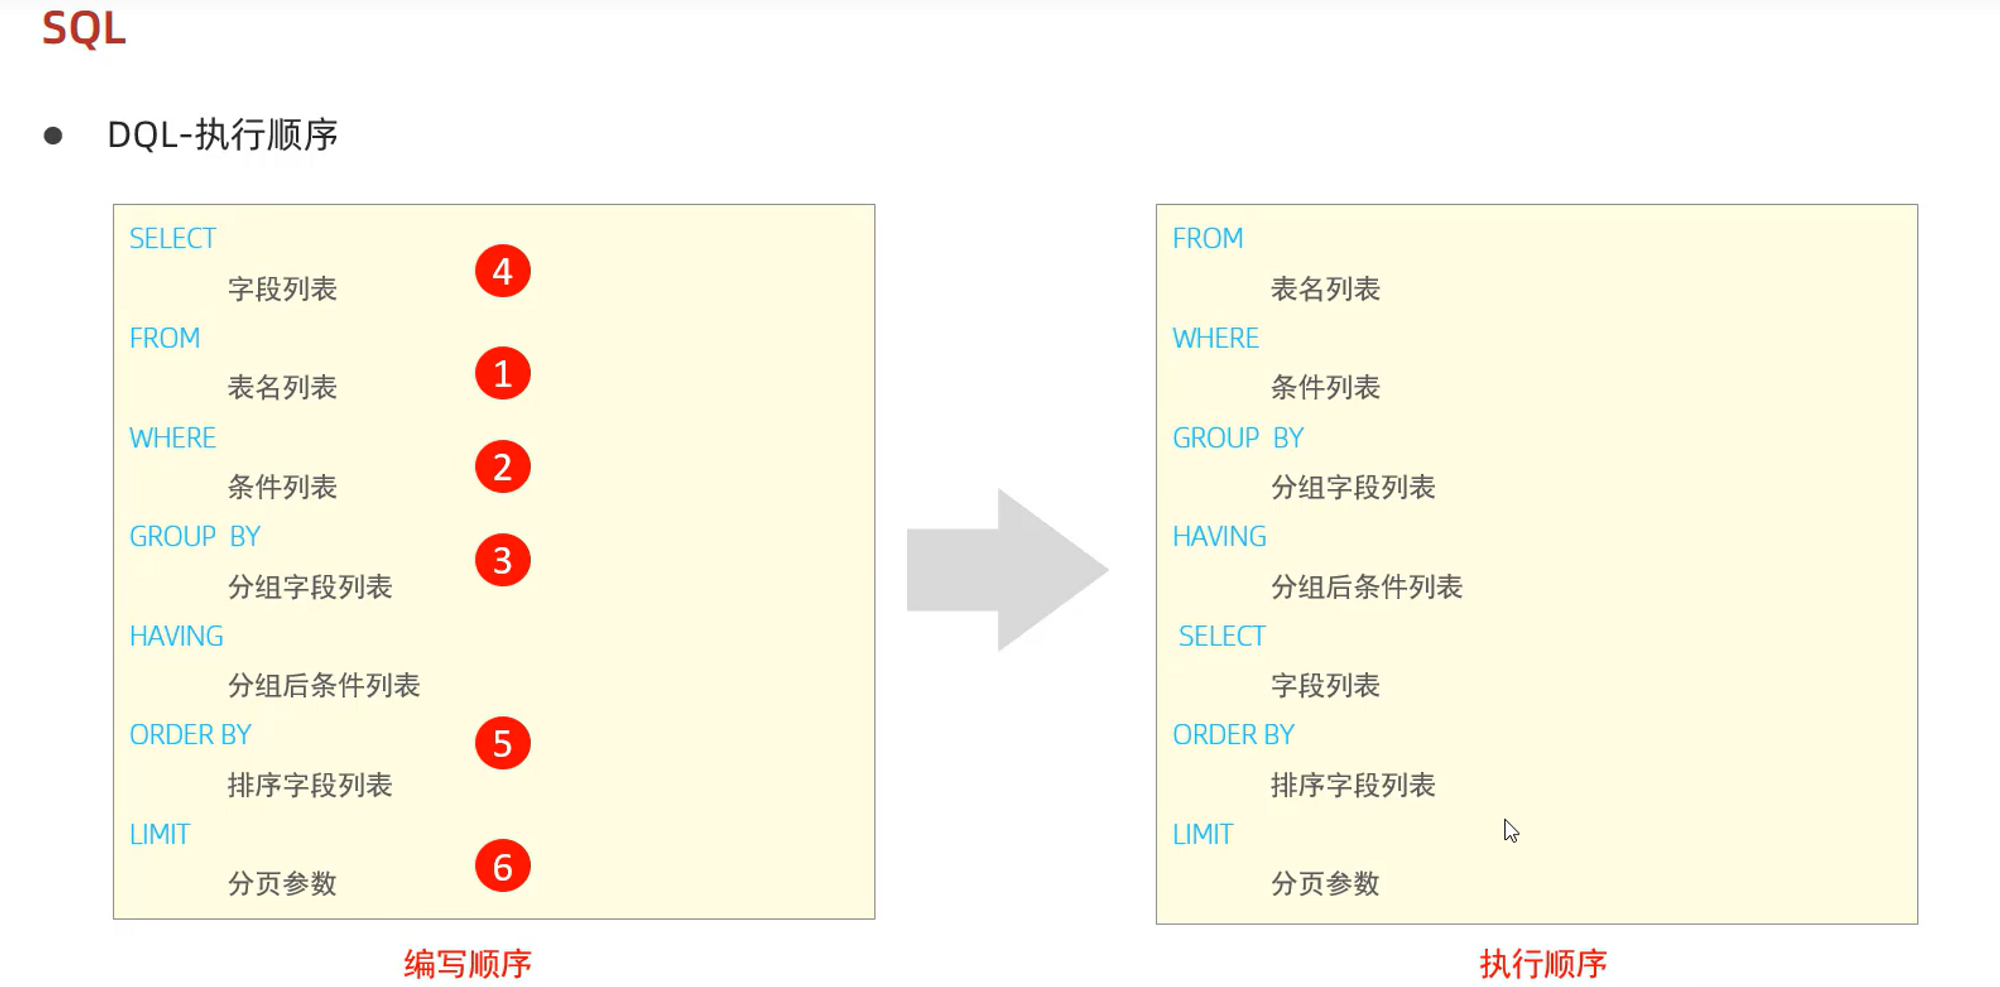 SQL
DQL-执行顺序
SELECT
字段列表
4
FROM
表名列表
1
WHERE
条件列表
2
GROUP BY
分组字段列表
3
HAVING
分组后条件列表
ORDER BY
5
排序字段列表
LIMIT
分页参数
6
编写顺序
FROM
表名列表
WHERE
条件列表
GROUP BY
分组字段列表
HAVING
分组后条件列表
SELECT
字段列表
ORDER BY
排序字段列表
LIMIT
分页参数
执行顺序